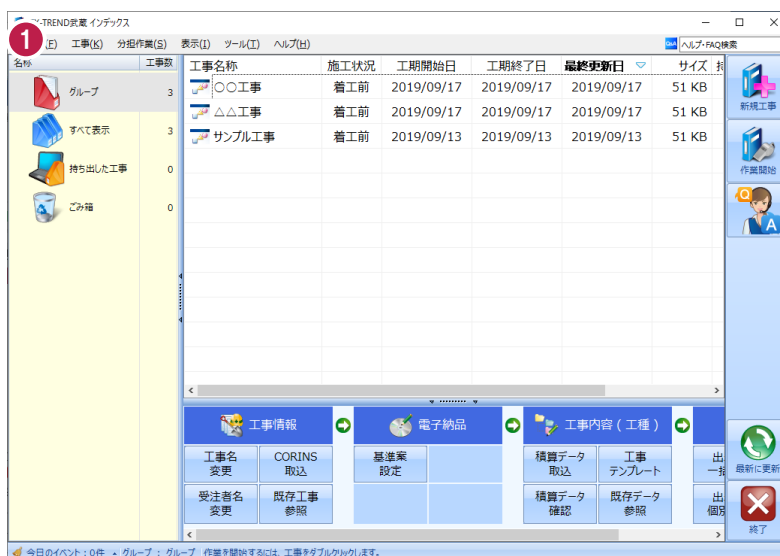 EX-TREND武蔵 インデックス
1
(F) 工事(K) 分担作業(S) 表示(I) ツール(T) ヘルプ(H)
Q&A ヘルプ・FAQ検索
名称 工事数
グループ 3
すべて表示 3
持ち出した工事 0
ごみ箱 0
工事名称 施工状況 工期開始日 工期終了日 最終更新日 サイズ 持
○○工事 着工前 2019/09/17 2019/09/17 2019/09/17 51 KB
△△工事 着工前 2019/09/17 2019/09/17 2019/09/17 51 KB
サンプル工事 着工前 2019/09/13 2019/09/13 2019/09/13 51 KB
新規工事
作業開始
Q
A
最新に更新
終了
工事情報 電子納品 工事内容(工種)
工事名
変更
CORINS
取込
基準案
設定
積算データ
取込
工事
テンプレート
出
一括
受注者名
変更
既存工事
参照
積算データ
確認
既存データ
参照
出
個別
今日のイベント:0件 グループ : グループ 作業を開始するには、工事をダブルクリックします。